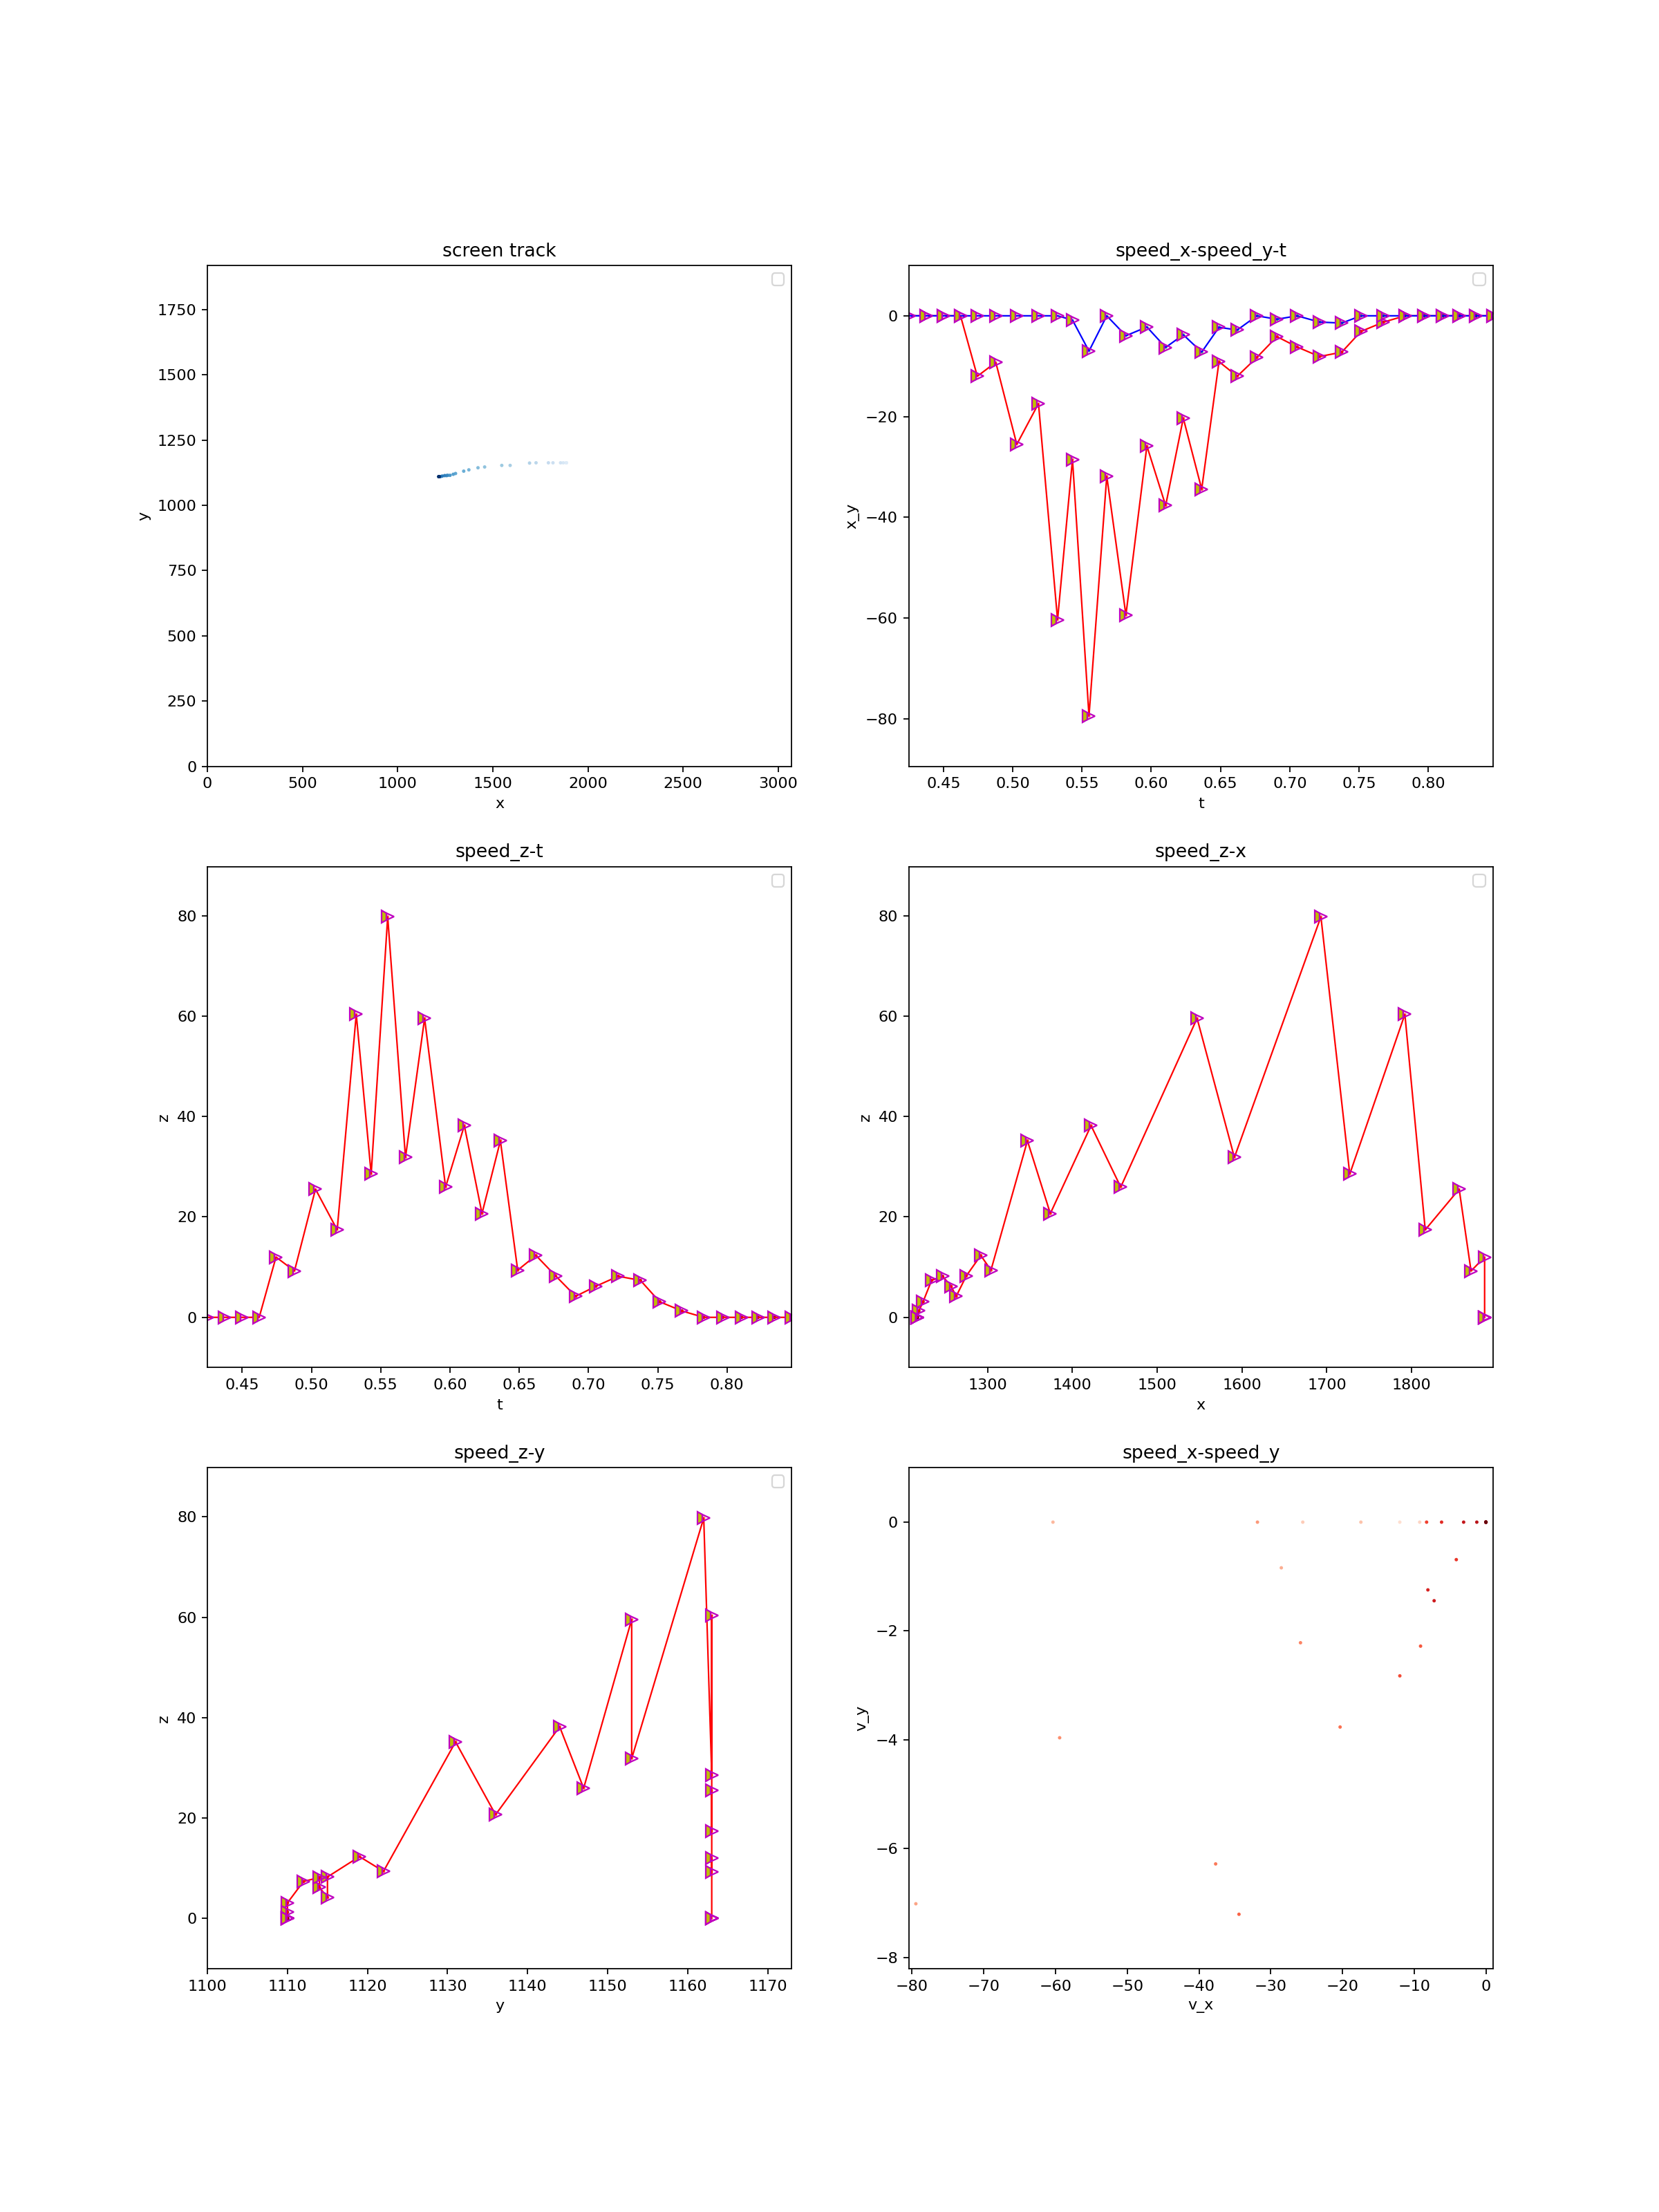 screen track
1750
1500
1250
1000
750
500
250
0
y
0 500 1000 1500 2000 2500 3000
x
speed_x-speed_y-t
0
−20
−40
−60
−80
x_y
0.45 0.50 0.55 0.60 0.65 0.70 0.75 0.80
t
speed_z-t
80
60
40
20
0
z
0.45 0.50 0.55 0.60 0.65 0.70 0.75 0.80
t
speed_z-x
80
60
40
20
0
z
1300 1400 1500 1600 1700 1800
x
speed_z-y
80
60
40
20
0
z
1100 1110 1120 1130 1140 1150 1160 1170
y
speed_x-speed_y
0
−2
−4
−6
−8
v_y
−80 −70 −60 −50 −40 −30 −20 −10 0
v_x